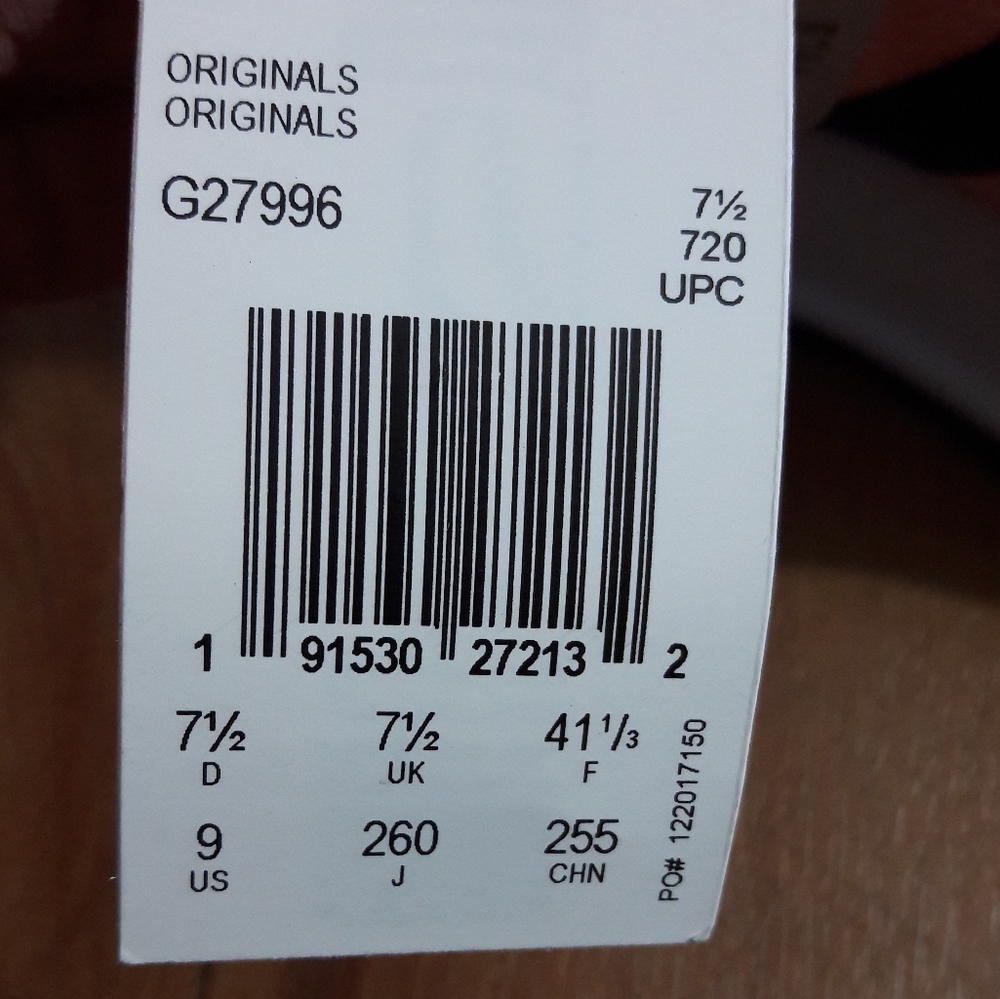 ORIGINALS
ORIGINALS
G27996
7½
720
UPC
1 91530 27213 2
7½ 7½ 41⅓
D UK F
9 260 255
US J CHN
PO# 122017150